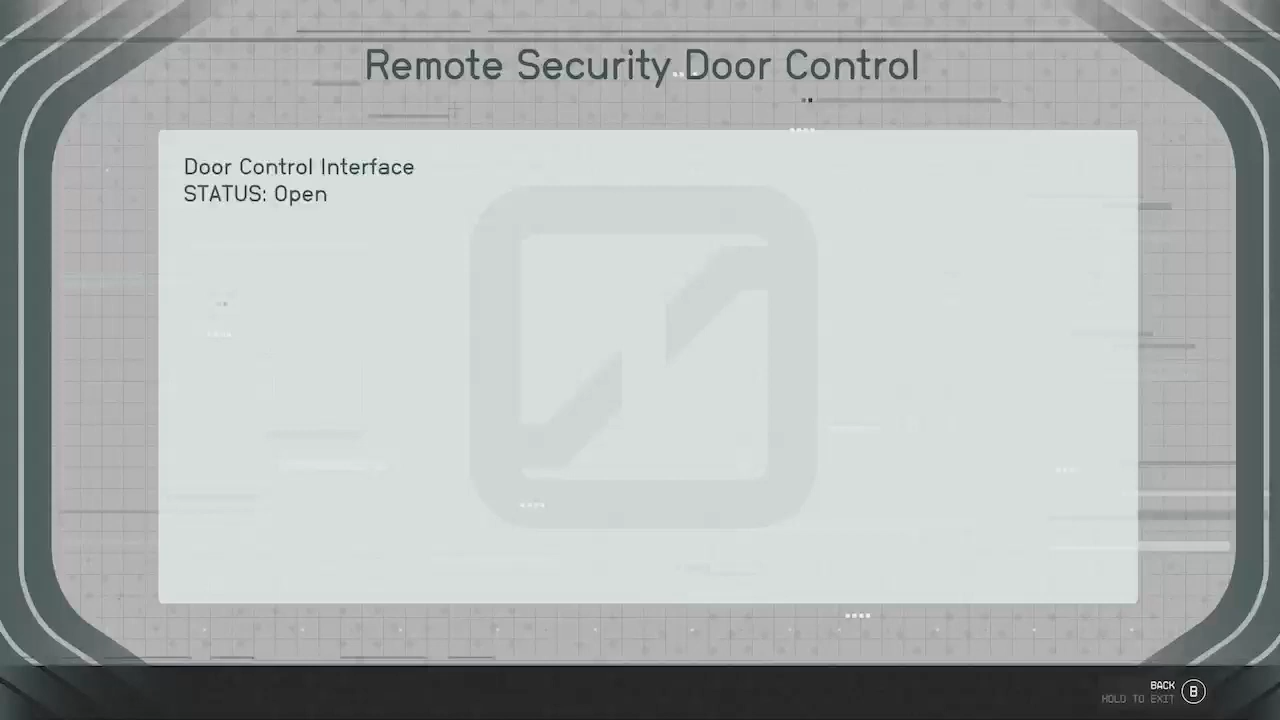 Remote Security Door Control
Door Control Interface
STATUS: Open
BACK
HOLD TO EXIT
B